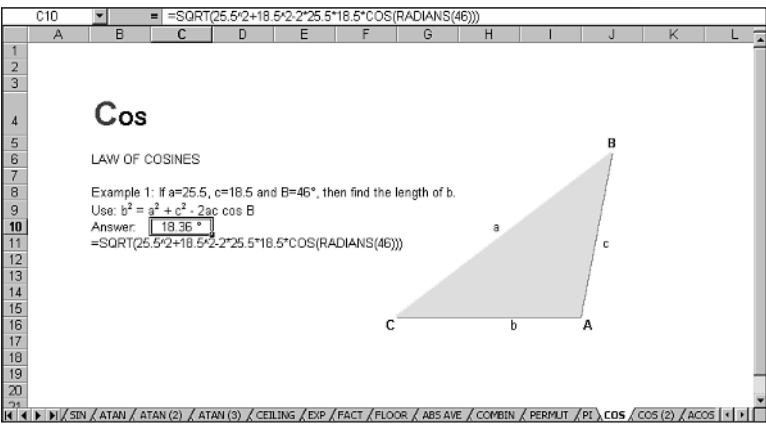 C10 = =SQRT(25.5^2+18.5^2-2*25.5*18.5*COS(RADIANS(46)))
A B C D E F G H I J K L
1
2
3
4 Cos
5 B
6 LAW OF COSINES
7
8 Example 1: If a=25.5, c=18.5 and B=46°, then find the length of b.
9 Use: b² = a² + c² - 2ac cos B
10 Answer: 18.36 ° a
11 =SQRT(25.5^2+18.5^2-2*25.5*18.5*COS(RADIANS(46))) c
12
13
14
15
16 C b A
17
18
19
20
21
SIN / ATAN / ATAN (2) / ATAN (3) / CEILING / EXP / FACT / FLOOR / ABS AVE / COMBIN / PERMUT / PI \ COS / COS (2) / ACOS